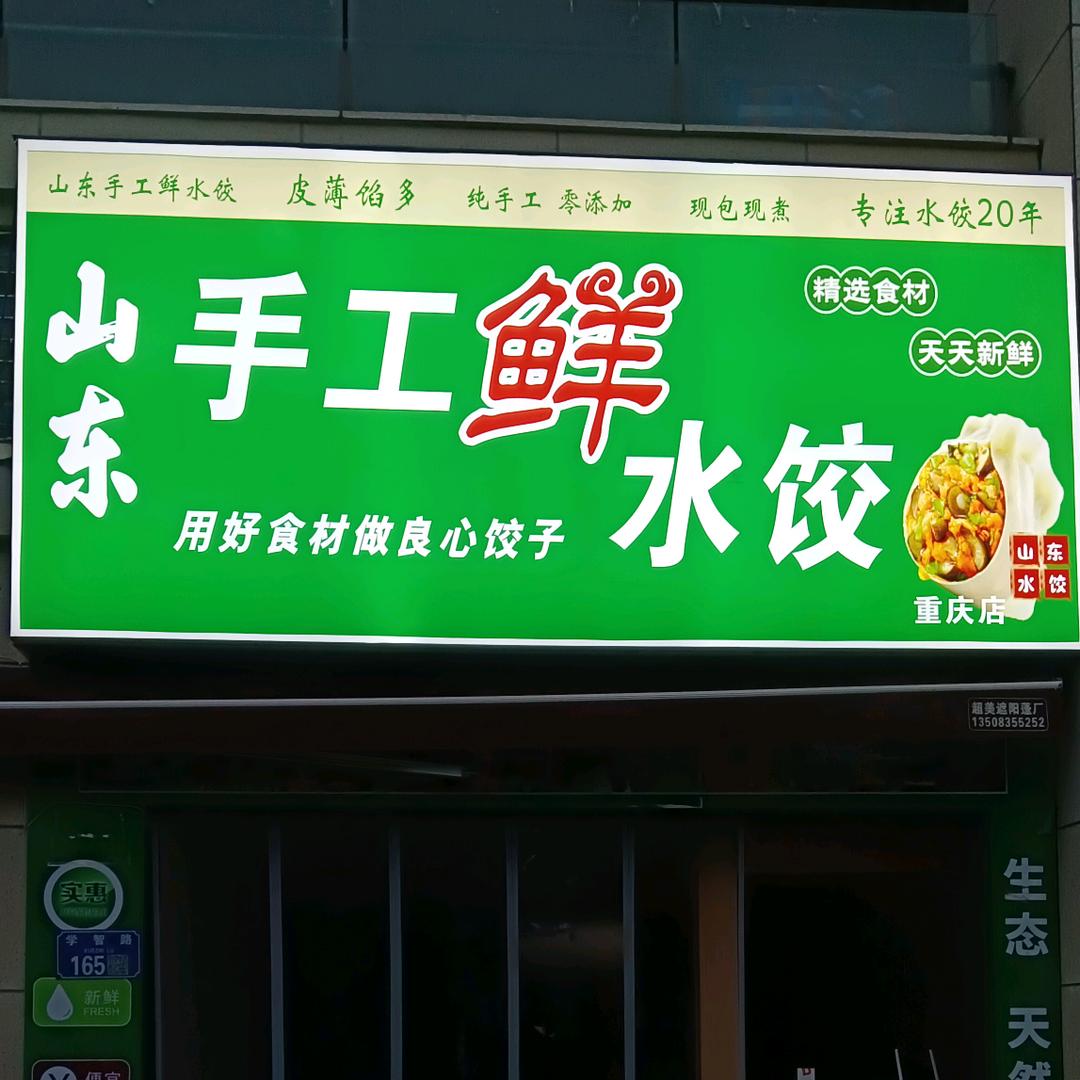 山东手工鲜水饺 皮薄馅多 纯手工 零添加 现包现煮 专注水饺20年
山东
手工鲜水饺
精选食材
天天新鲜
用好食材做良心饺子
山东
水饺
重庆店
超美遮阳蓬厂
13508355252
实惠
学智路
165
新鲜
FRESH
便宜
生态 天然